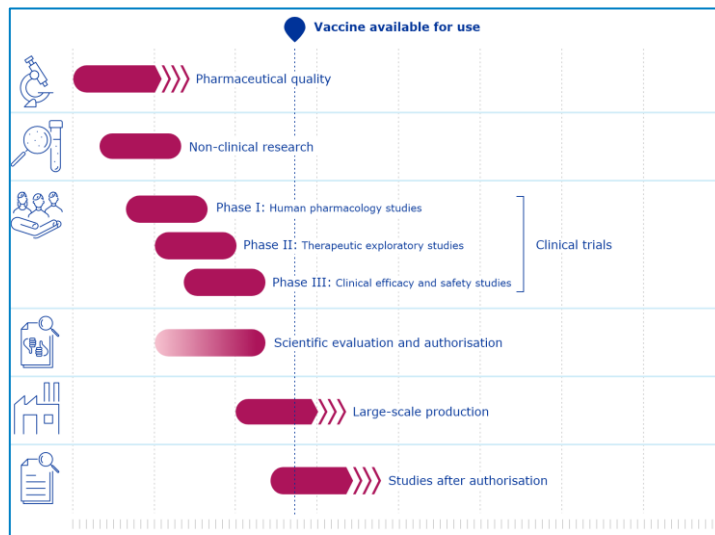 Vaccine available for use
Pharmaceutical quality
Non-clinical research
Phase I: Human pharmacology studies
Phase II: Therapeutic exploratory studies
Clinical trials
Phase III: Clinical efficacy and safety studies
Scientific evaluation and authorisation
Large-scale production
Studies after authorisation